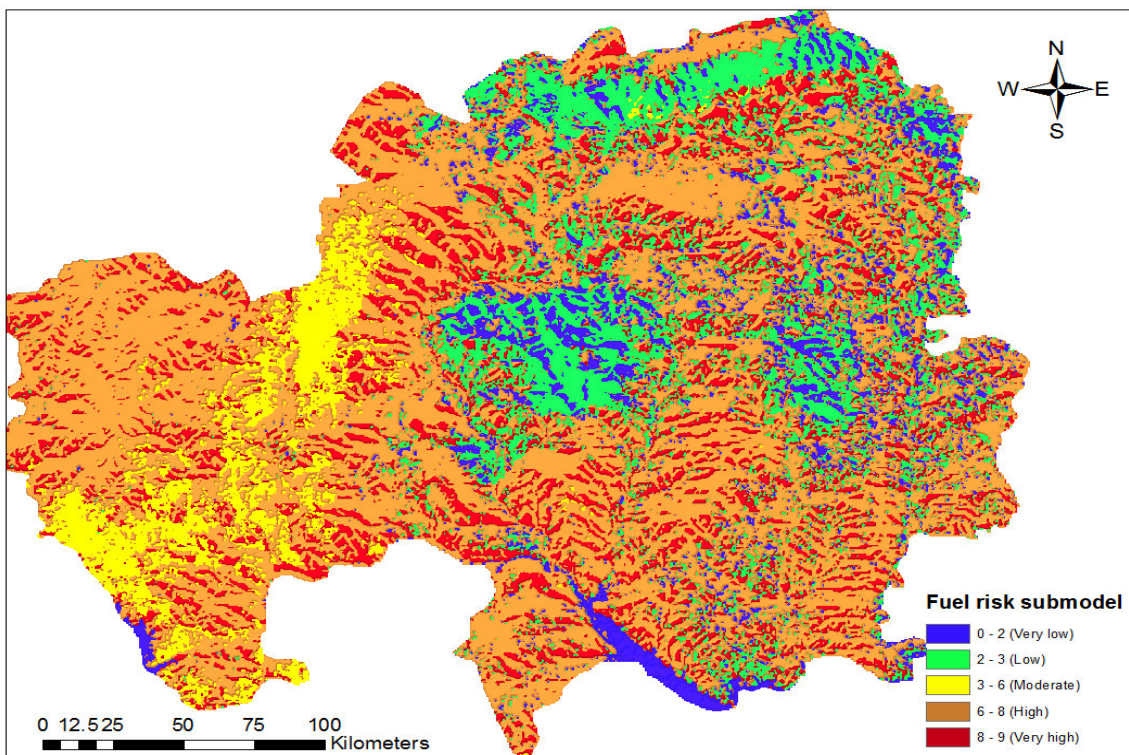 N
W E
S
Fuel risk submodel
0 - 2 (Very low)
2 - 3 (Low)
3 - 6 (Moderate)
6 - 8 (High)
8 - 9 (Very high)
0 12.5 25 50 75 100
Kilometers